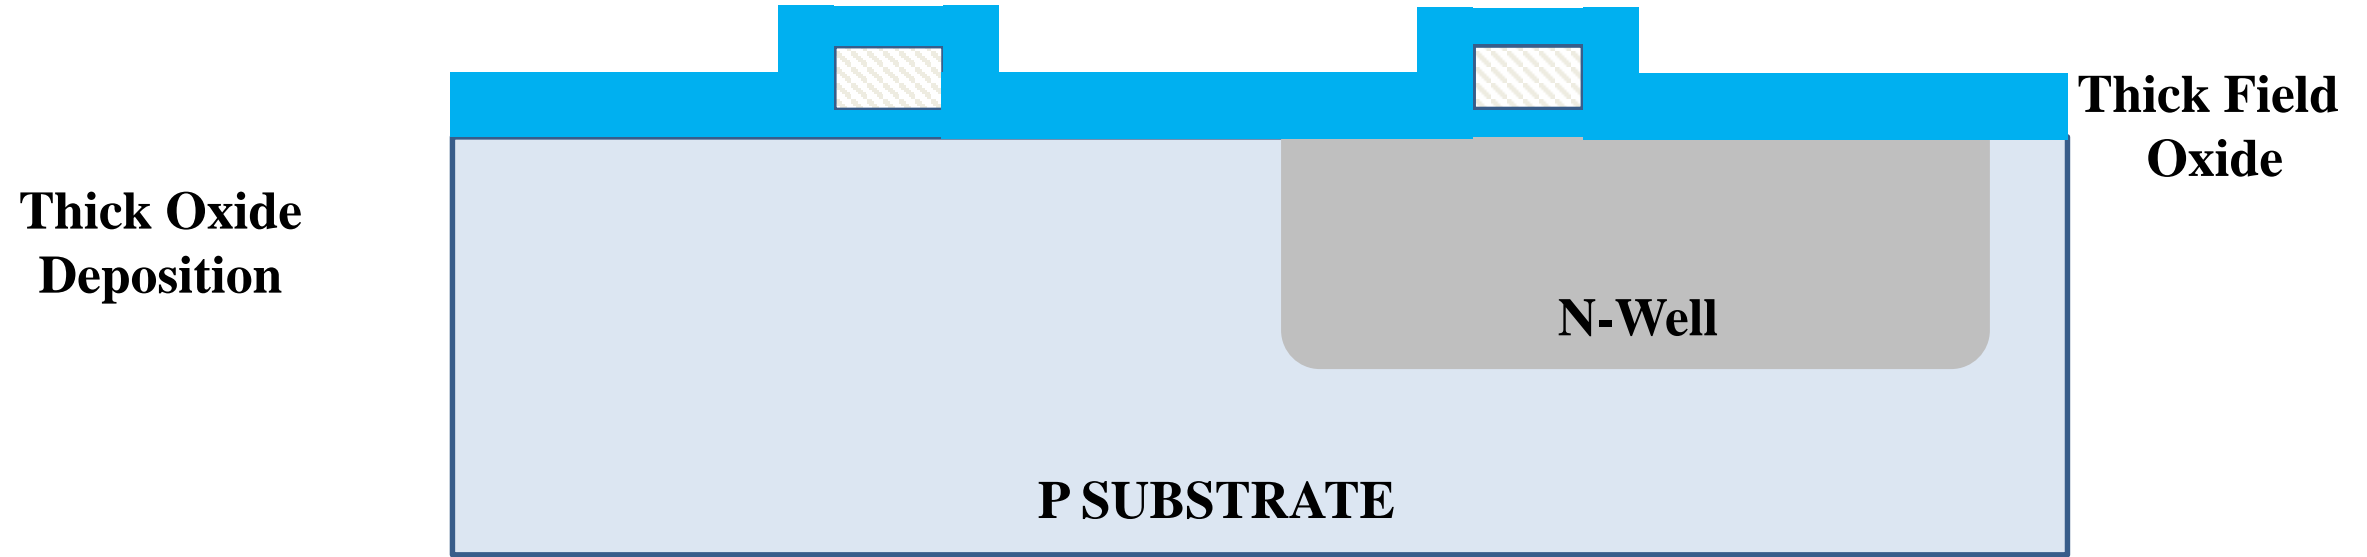 Thick Field
Oxide
Thick Oxide
Deposition
N-Well
P SUBSTRATE